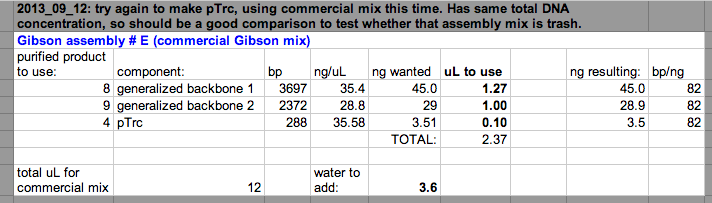 2013_09_12: try again to make pTrc, using commercial mix this time. Has same total DNA
concentration, so should be a good comparison to test whether that assembly mix is trash.
Gibson assembly # E (commercial Gibson mix)
purified product
to use: component: bp ng/uL ng wanted uL to use ng resulting: bp/ng
8 generalized backbone 1 3697 35.4 45.0 1.27 45.0 82
9 generalized backbone 2 2372 28.8 29 1.00 28.9 82
4 pTrc 288 35.58 3.51 0.10 3.5 82
TOTAL: 2.37
total uL for water to
commercial mix 12 add: 3.6